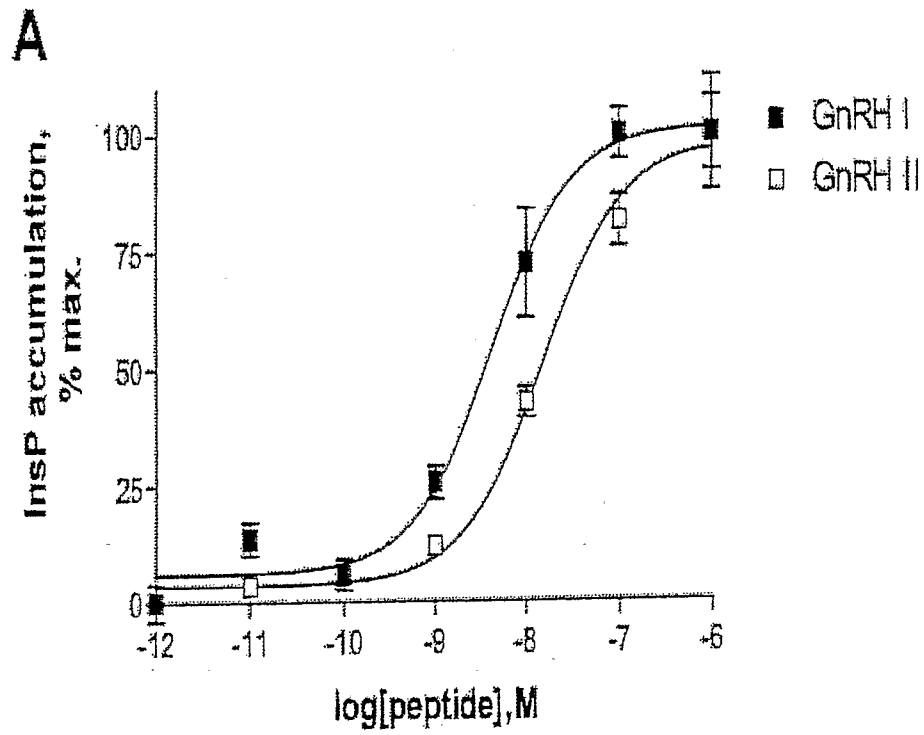 A
InsP accumulation,
% max.
100
75
50
25
0
-12 -11 -10 -9 -8 -7 -6
log[peptide],M
GnRH I
GnRH II